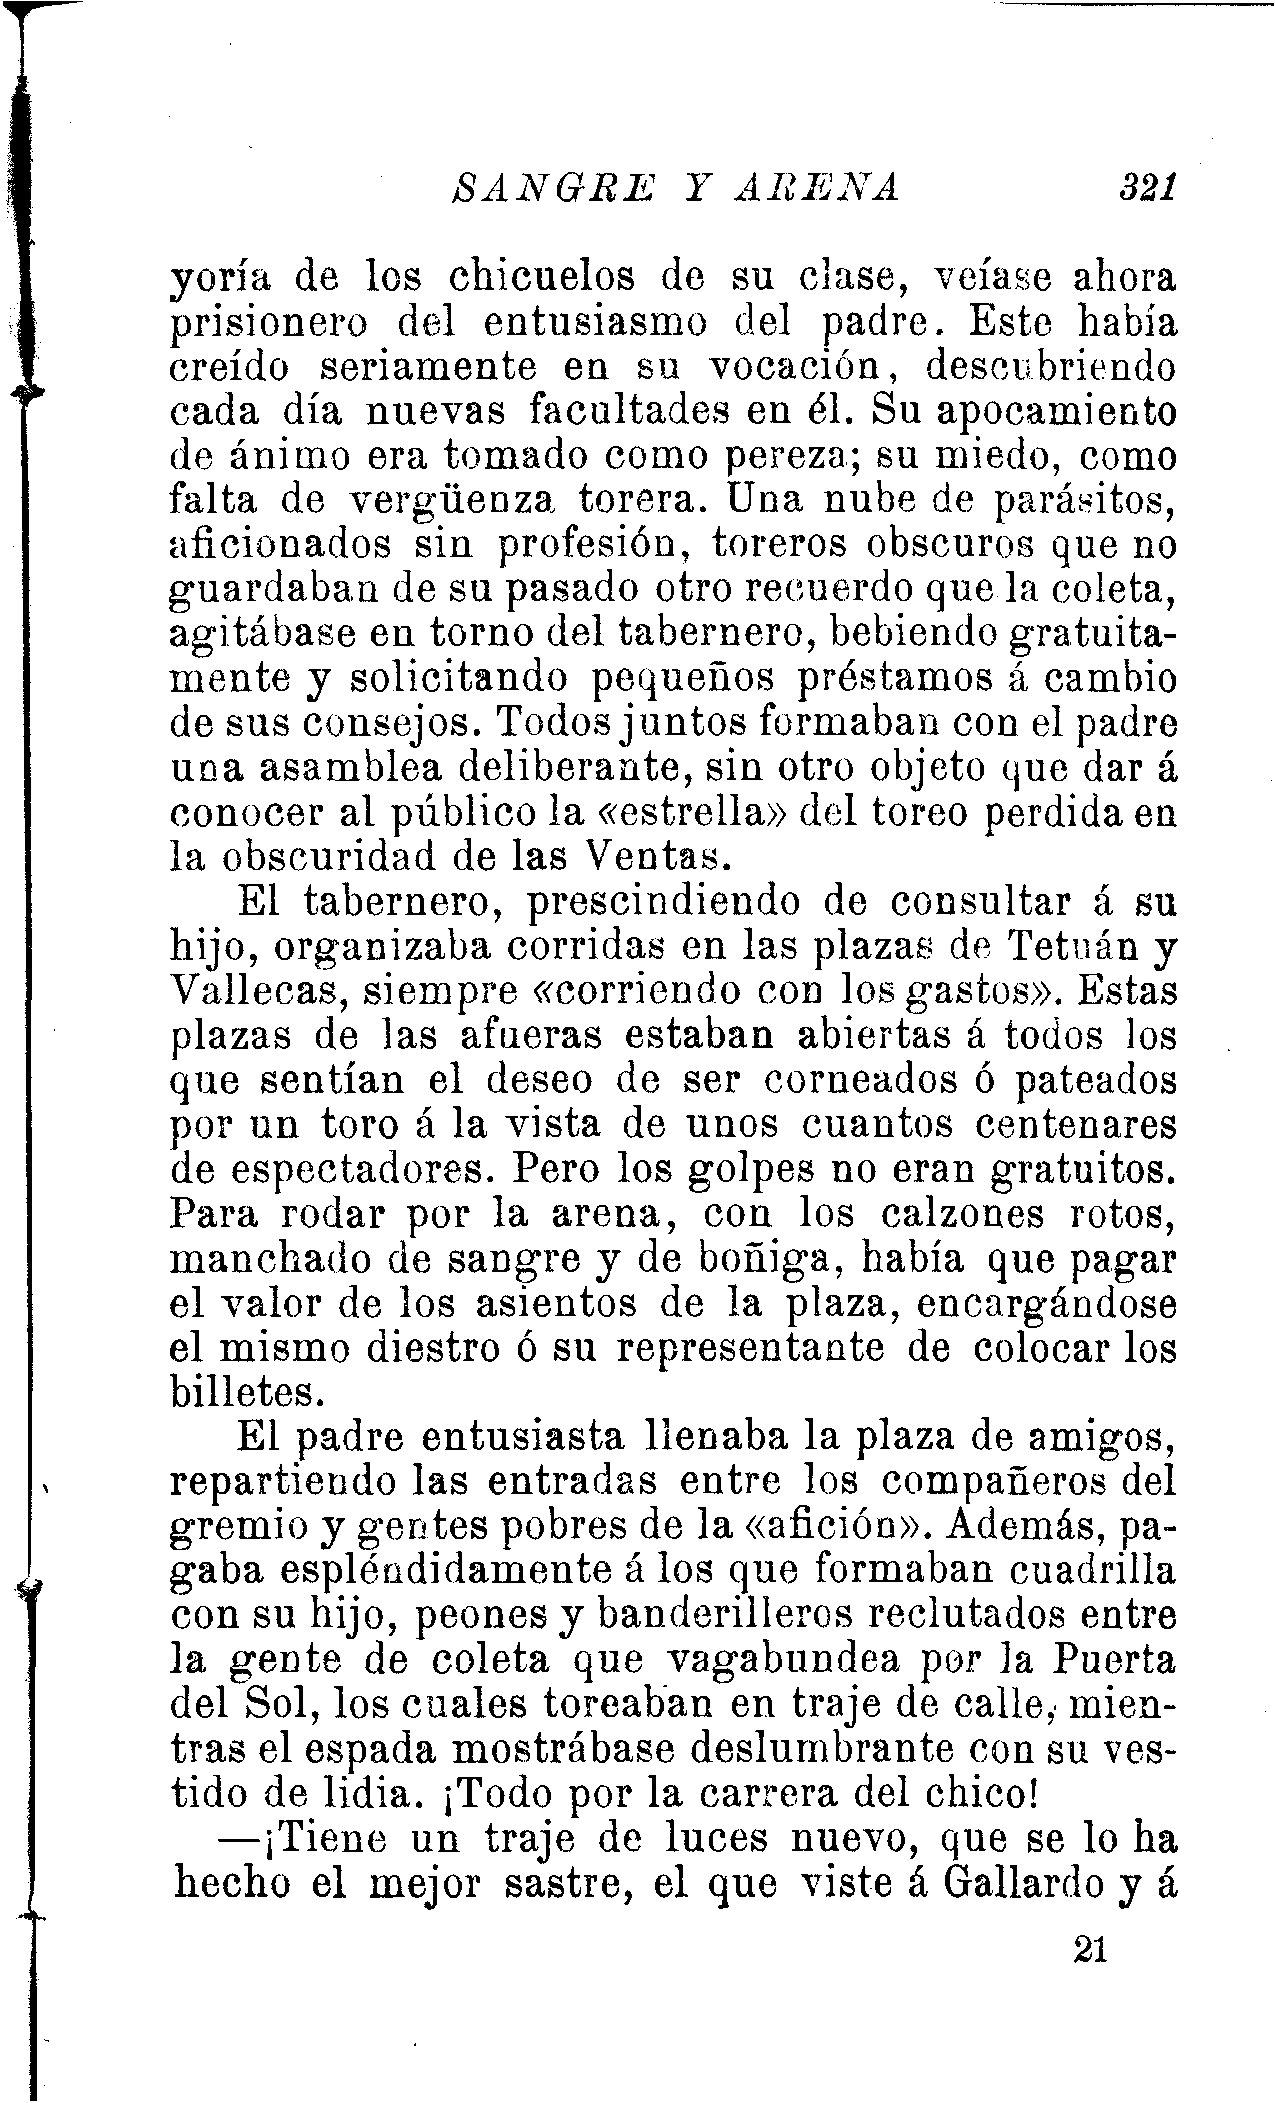 SANGRE Y ARENA 321
yoría de los chicuelos de su clase, veíase ahora
prisionero del entusiasmo del padre. Este había
creído seriamente en su vocación, descubriendo
cada día nuevas facultades en él. Su apocamiento
de ánimo era tomado como pereza; su miedo, como
falta de vergüenza torera. Una nube de parásitos,
aficionados sin profesión, toreros obscuros que no
guardaban de su pasado otro recuerdo que la coleta,
agitábase en torno del tabernero, bebiendo gratuita-
mente y solicitando pequeños préstamos á cambio
de sus consejos. Todos juntos formaban con el padre
una asamblea deliberante, sin otro objeto que dar á
conocer al público la «estrella» del toreo perdida en
la obscuridad de las Ventas.
El tabernero, prescindiendo de consultar á su
hijo, organizaba corridas en las plazas de Tetuán y
Vallecas, siempre «corriendo con los gastos». Estas
plazas de las afueras estaban abiertas á todos los
que sentían el deseo de ser corneados ó pateados
por un toro á la vista de unos cuantos centenares
de espectadores. Pero los golpes no eran gratuitos.
Para rodar por la arena, con los calzones rotos,
manchado de sangre y de boñiga, había que pagar
el valor de los asientos de la plaza, encargándose
el mismo diestro ó su representante de colocar los
billetes.
El padre entusiasta llenaba la plaza de amigos,
repartiendo las entradas entre los compañeros del
gremio y gentes pobres de la «afición». Además, pa-
gaba espléndidamente á los que formaban cuadrilla
con su hijo, peones y banderilleros reclutados entre
la gente de coleta que vagabundea por la Puerta
del Sol, los cuales toreaban en traje de calle, mien-
tras el espada mostrábase deslumbrante con su ves-
tido de lidia. ¡Todo por la carrera del chico!
—¡Tiene un traje de luces nuevo, que se lo ha
hecho el mejor sastre, el que viste á Gallardo y á
21